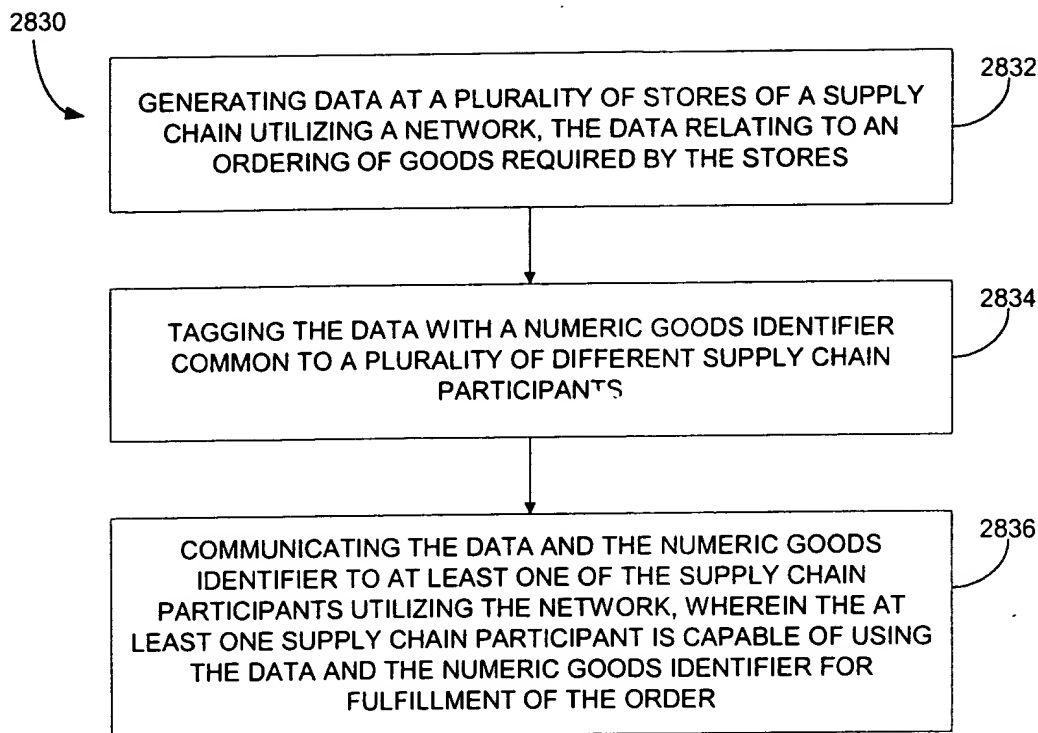 2830
2832
GENERATING DATA AT A PLURALITY OF STORES OF A SUPPLY
CHAIN UTILIZING A NETWORK, THE DATA RELATING TO AN
ORDERING OF GOODS REQUIRED BY THE STORES
2834
TAGGING THE DATA WITH A NUMERIC GOODS IDENTIFIER
COMMON TO A PLURALITY OF DIFFERENT SUPPLY CHAIN
PARTICIPANTS
2836
COMMUNICATING THE DATA AND THE NUMERIC GOODS
IDENTIFIER TO AT LEAST ONE OF THE SUPPLY CHAIN
PARTICIPANTS UTILIZING THE NETWORK, WHEREIN THE AT
LEAST ONE SUPPLY CHAIN PARTICIPANT IS CAPABLE OF USING
THE DATA AND THE NUMERIC GOODS IDENTIFIER FOR
FULFILLMENT OF THE ORDER